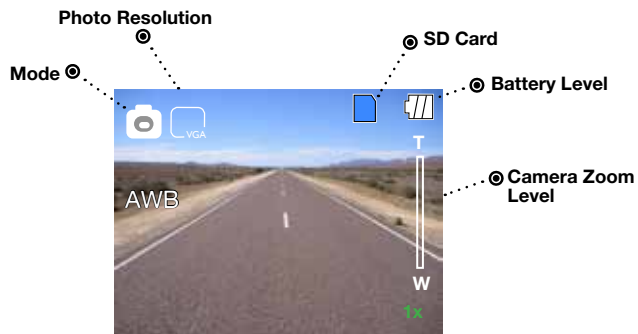 Photo Resolution
SD Card
Mode
Battery Level
VGA
T
Camera Zoom
Level
AWB
W
1x